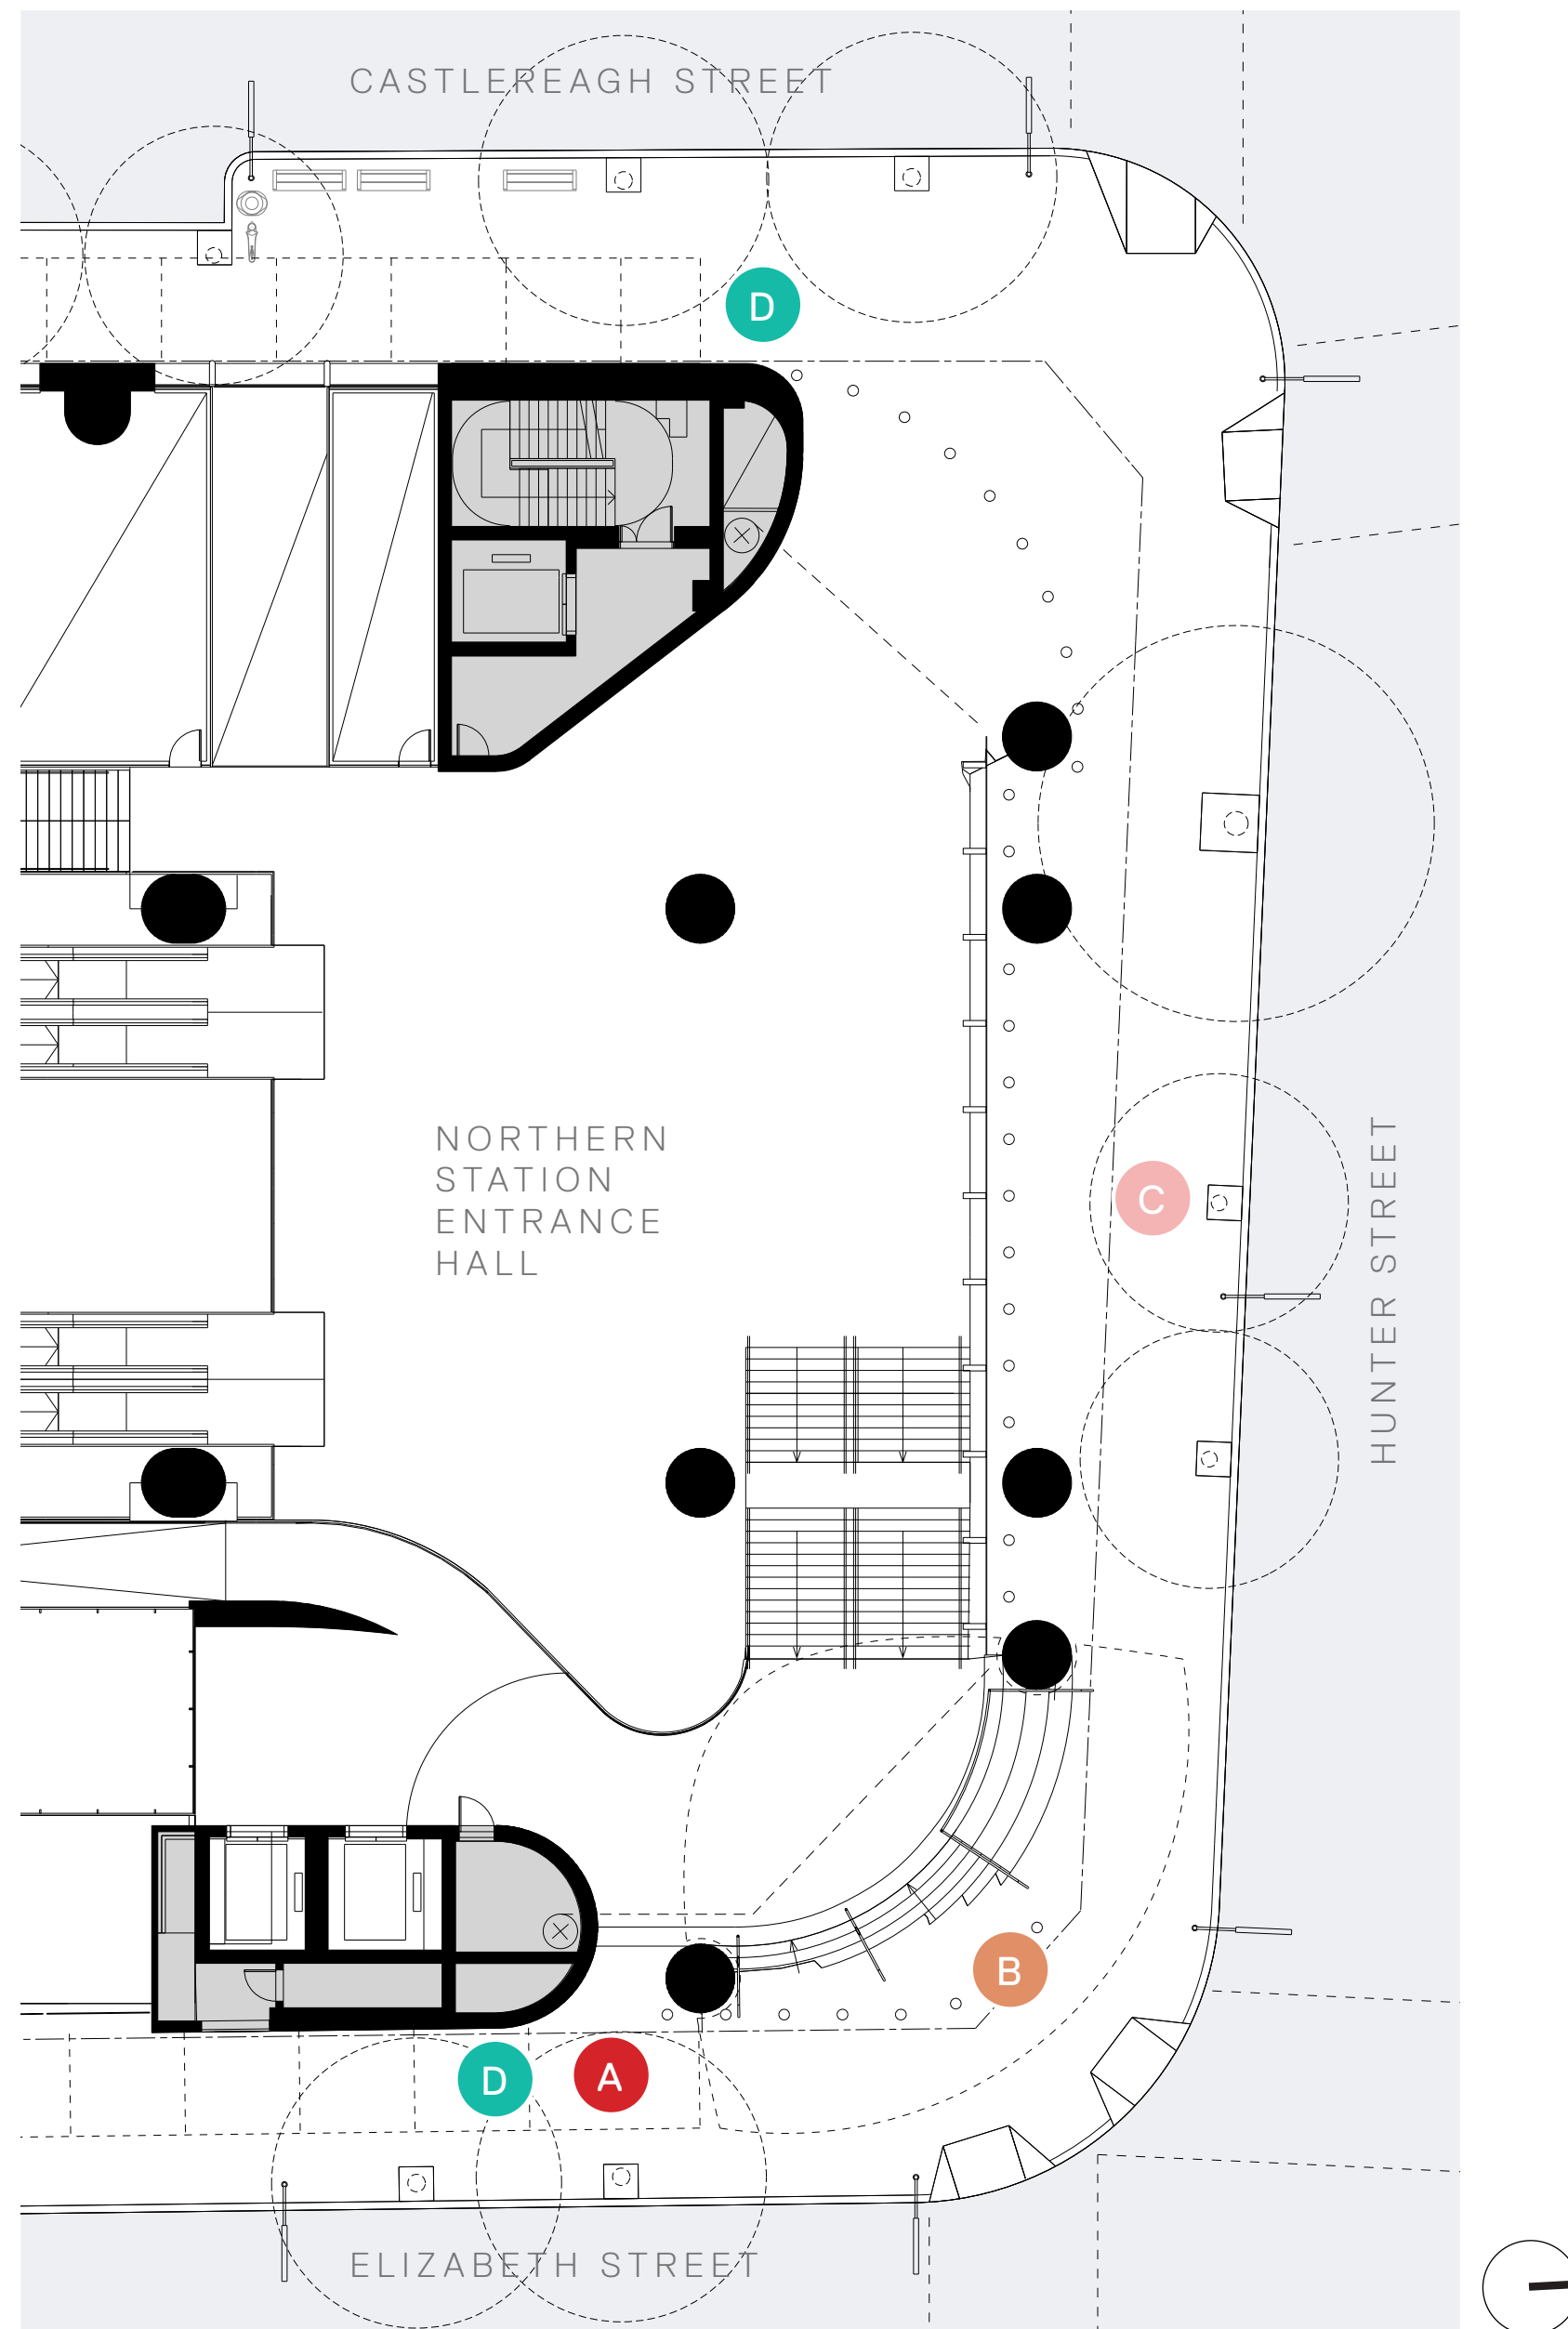 CASTLEREAGH STREET
D
NORTHERN
STATION
ENTRANCE
HALL
C
HUNTER STREET
B
D
A
ELIZABETH STREET